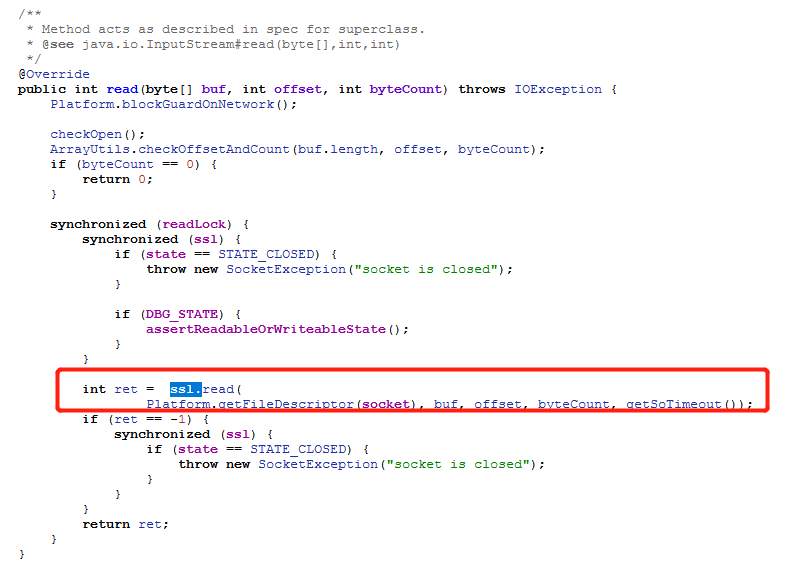 /**
 * Method acts as described in spec for superclass.
 * @see java.io.InputStream#read(byte[],int,int)
 */
@Override
public int read(byte[] buf, int offset, int byteCount) throws IOException {
    Platform.blockGuardOnNetwork();

    checkOpen();
    ArrayUtils.checkOffsetAndCount(buf.length, offset, byteCount);
    if (byteCount == 0) {
        return 0;
    }

    synchronized (readLock) {
        synchronized (ssl) {
            if (state == STATE_CLOSED) {
                throw new SocketException("socket is closed");
            }

            if (DBG_STATE) {
                assertReadableOrWriteableState();
            }
        }

        int ret =  ssl.read(
                Platform.getFileDescriptor(socket), buf, offset, byteCount, getSoTimeout());
        if (ret == -1) {
            synchronized (ssl) {
                if (state == STATE_CLOSED) {
                    throw new SocketException("socket is closed");
                }
            }
        }
        return ret;
    }
}